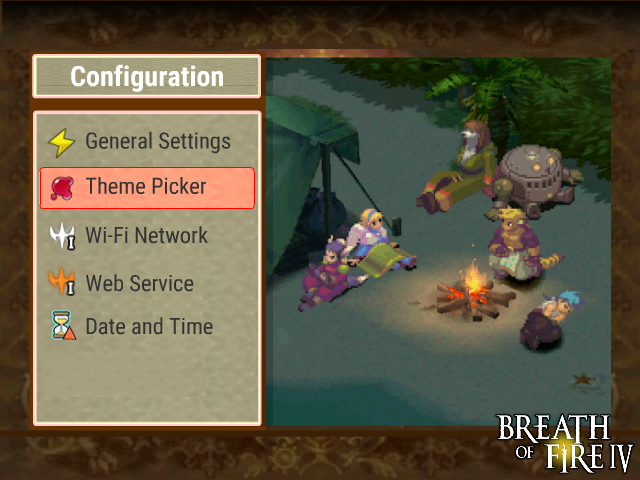 Configuration
General Settings
Theme Picker
Wi-Fi Network
Web Service
Date and Time
BREATH
OF FIRE IV